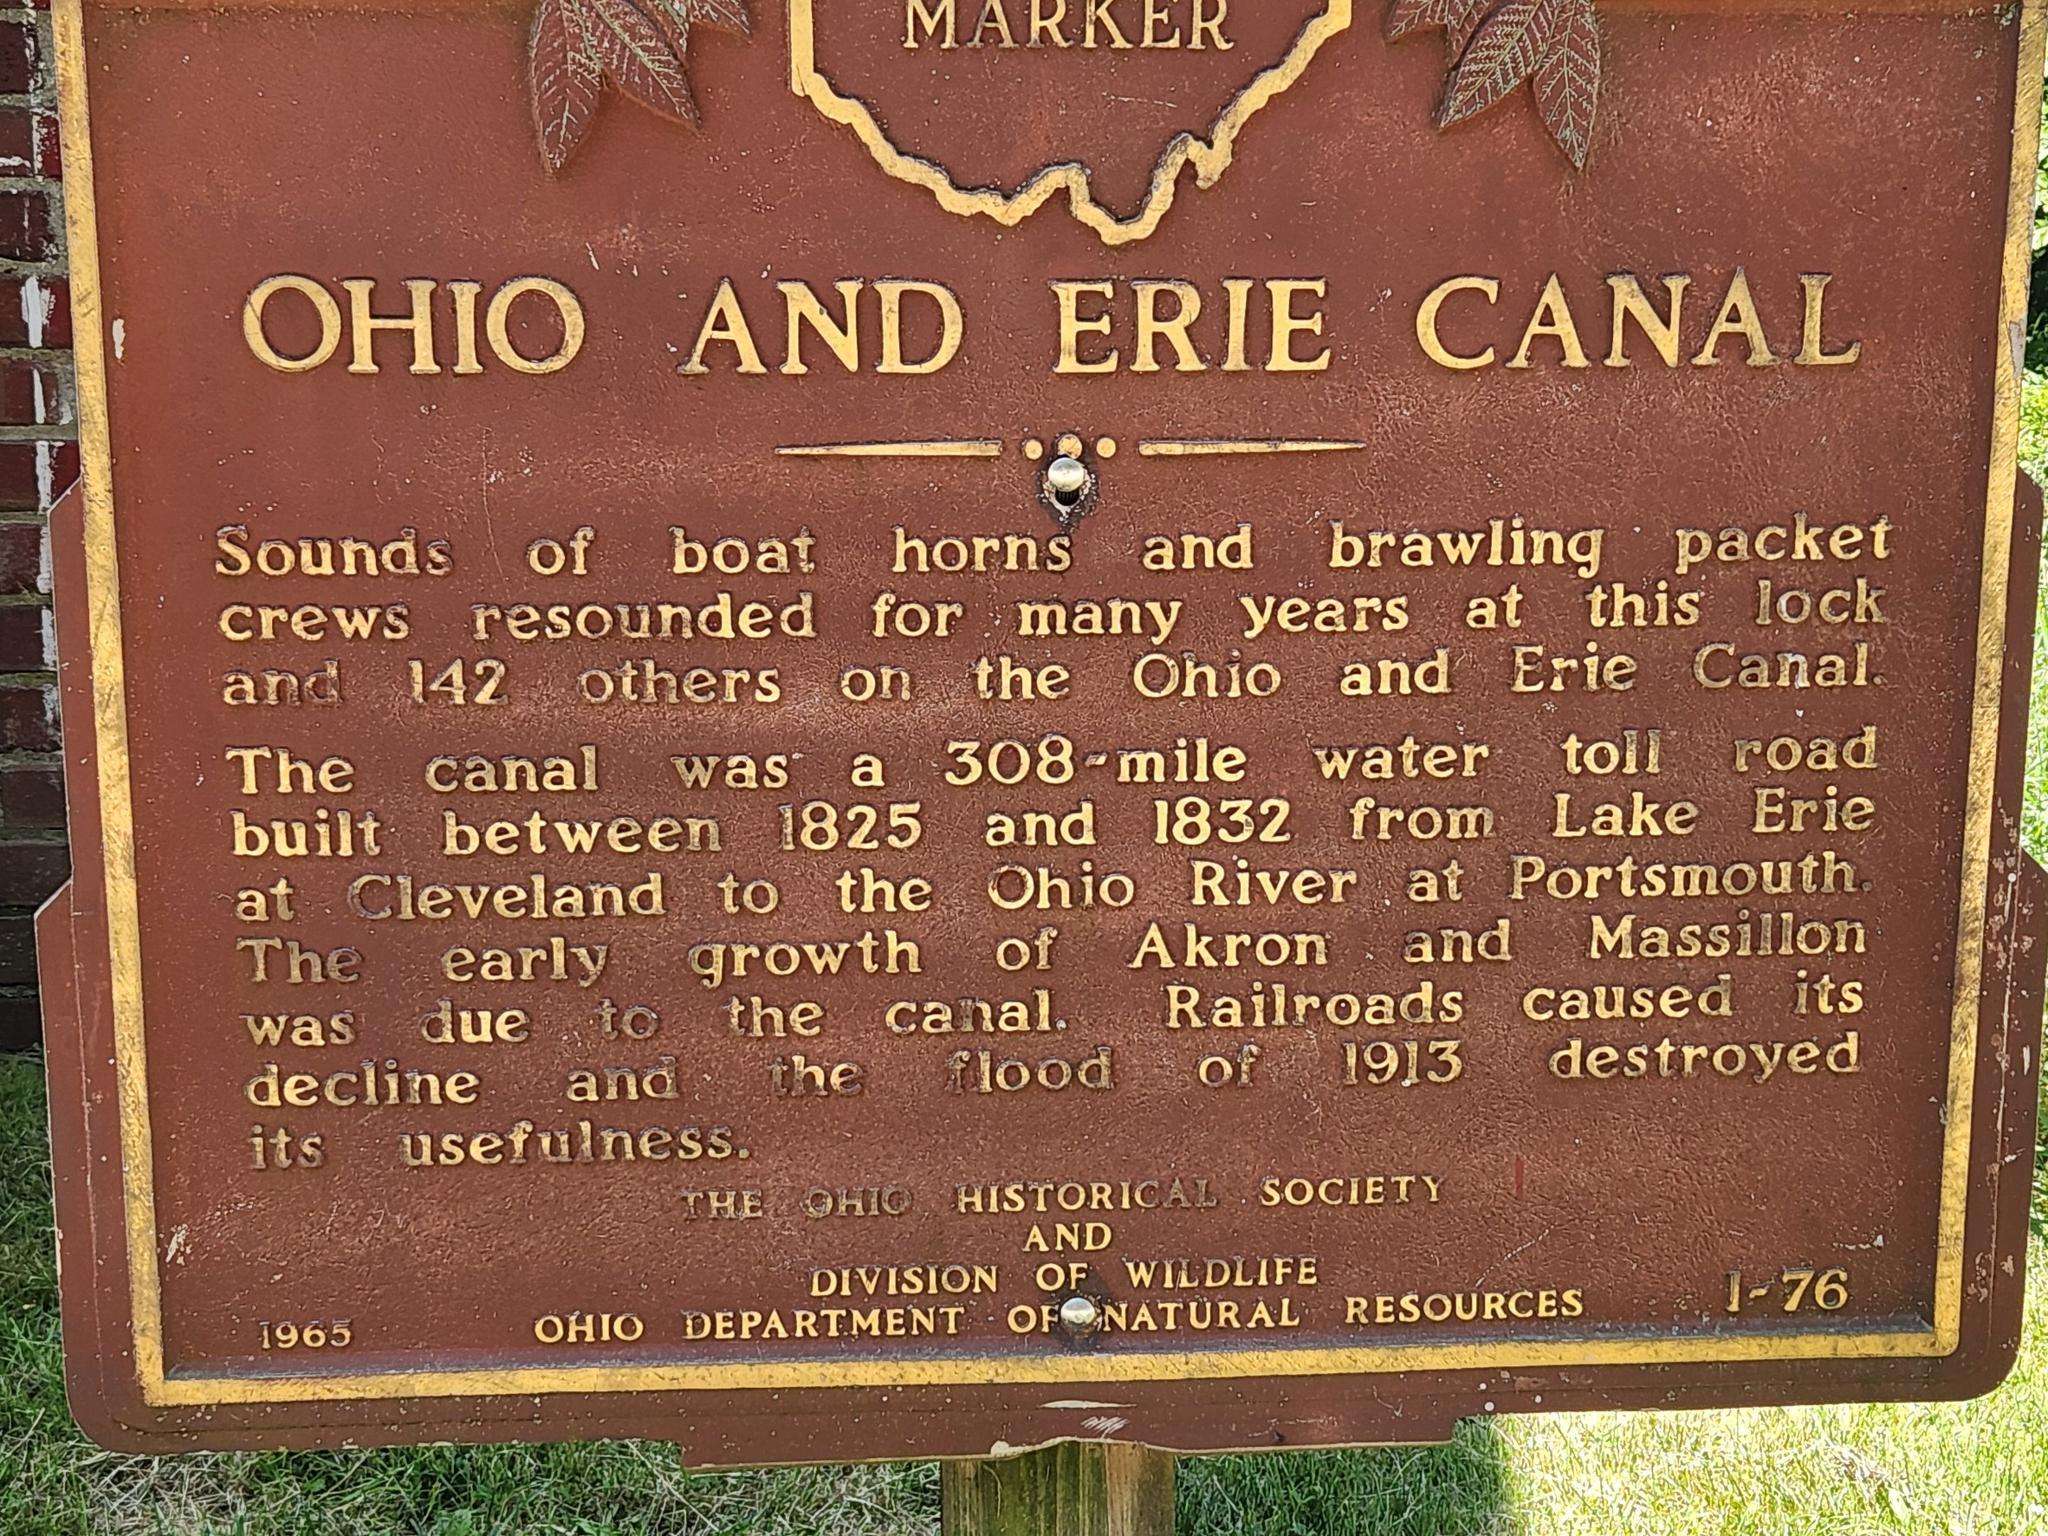 MARKER
OHIO AND ERIE CANAL
Sounds of boat horns and brawling packet
crews resounded for many years at this lock
and 142 others on the Ohio and Erie Canal.
The canal was a 308-mile water toll road
built between 1825 and 1832 from Lake Erie
at Cleveland to the Ohio River at Portsmouth.
The early growth of Akron and Massillon
was due to the canal. Railroads caused its
decline and the flood of 1913 destroyed
its usefulness.
THE OHIO HISTORICAL SOCIETY
AND
DIVISION OF WILDLIFE
1965 OHIO DEPARTMENT OF NATURAL RESOURCES 1-76